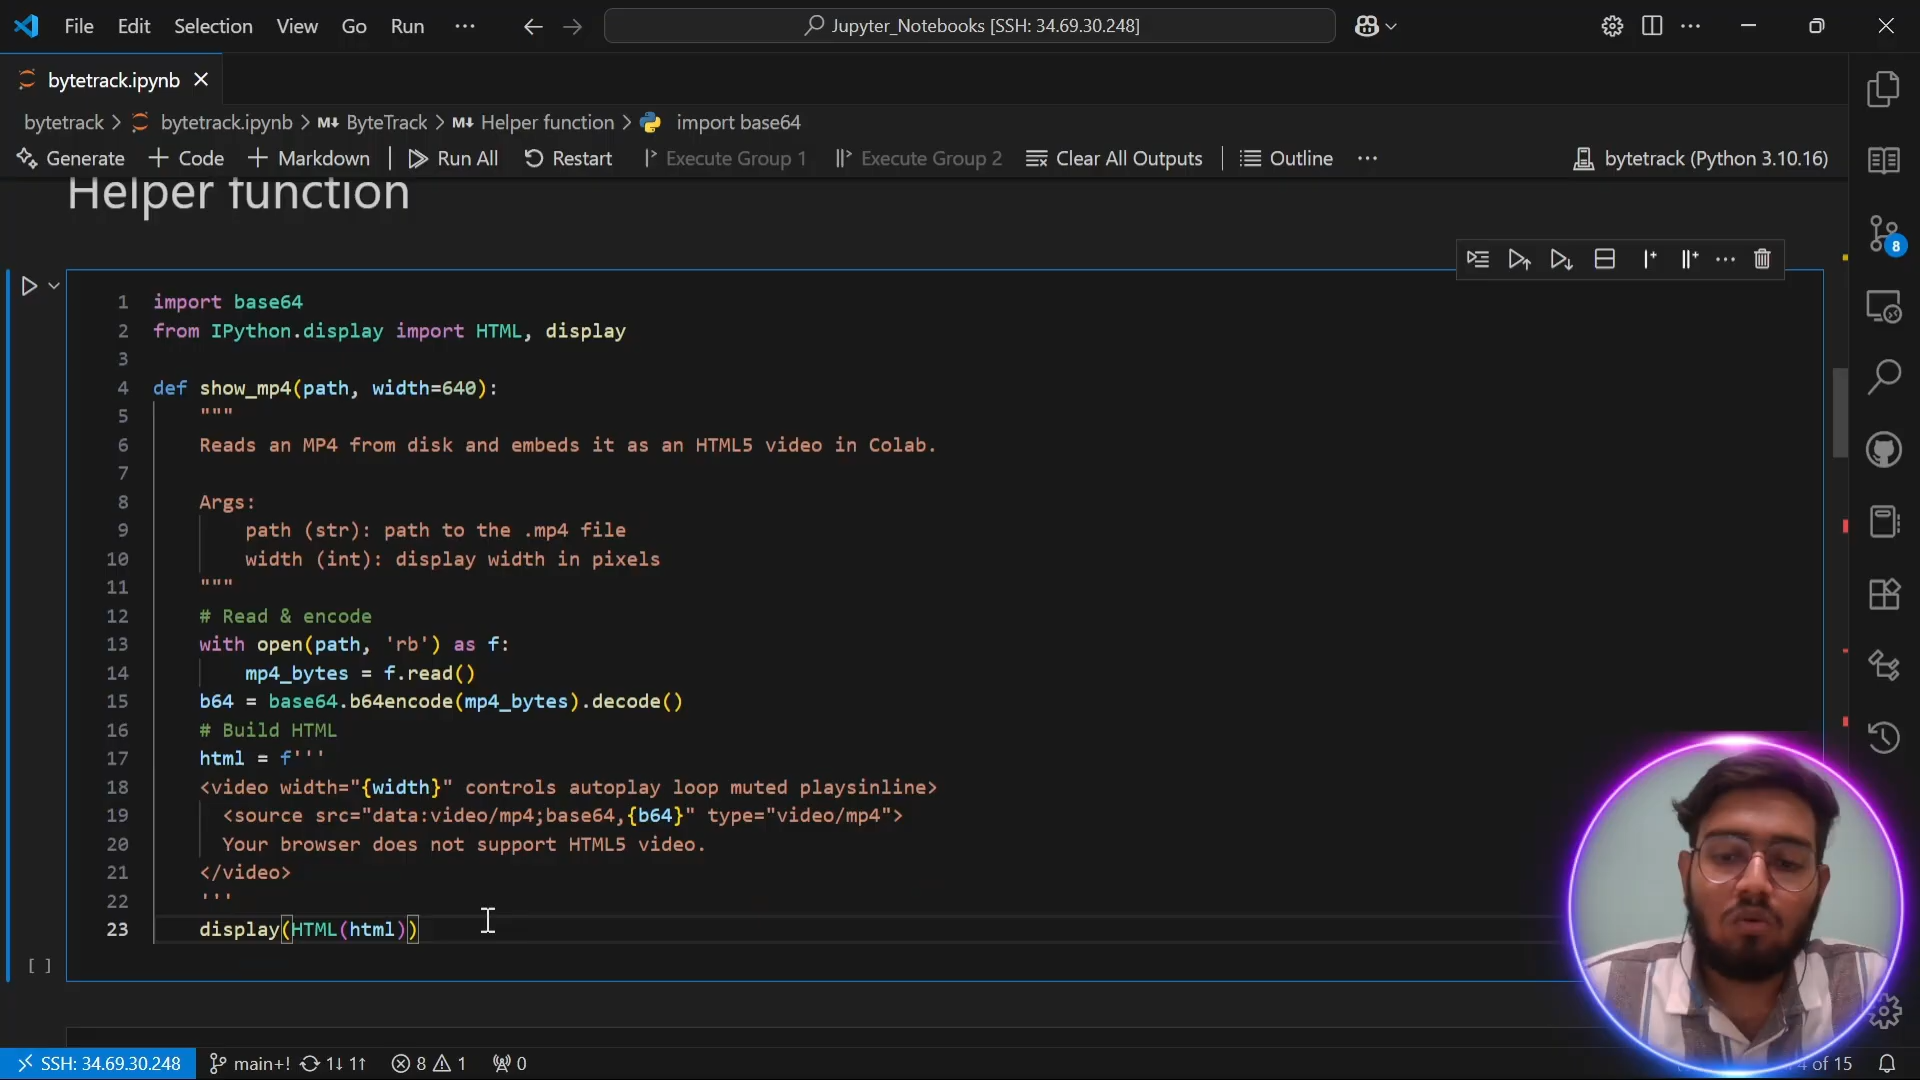 File Edit Selection View Go Run ··· Jupyter_Notebooks [SSH: 34.69.30.248]
bytetrack.ipynb
bytetrack > bytetrack.ipynb > M↓ ByteTrack > M↓ Helper function > import base64
Generate + Code + Markdown Run All Restart Execute Group 1 Execute Group 2 Clear All Outputs Outline ··· bytetrack (Python 3.10.16)
Helper function
8
1 import base64
2 from IPython.display import HTML, display
3
4 def show_mp4(path, width=640):
5 """
6 Reads an MP4 from disk and embeds it as an HTML5 video in Colab.
7
8 Args:
9 path (str): path to the .mp4 file
10 width (int): display width in pixels
11 """
12 # Read & encode
13 with open(path, 'rb') as f:
14 mp4_bytes = f.read()
15 b64 = base64.b64encode(mp4_bytes).decode()
16 # Build HTML
17 html = f'''
18 <video width="{width}" controls autoplay loop muted playsinline>
19 <source src="data:video/mp4;base64,{b64}" type="video/mp4">
20 Your browser does not support HTML5 video.
21 </video>
22 '''
23 display(HTML(html))
[ ]
SSH: 34.69.30.248 main+! 1↓ 1↑ 8 1 0 of 15